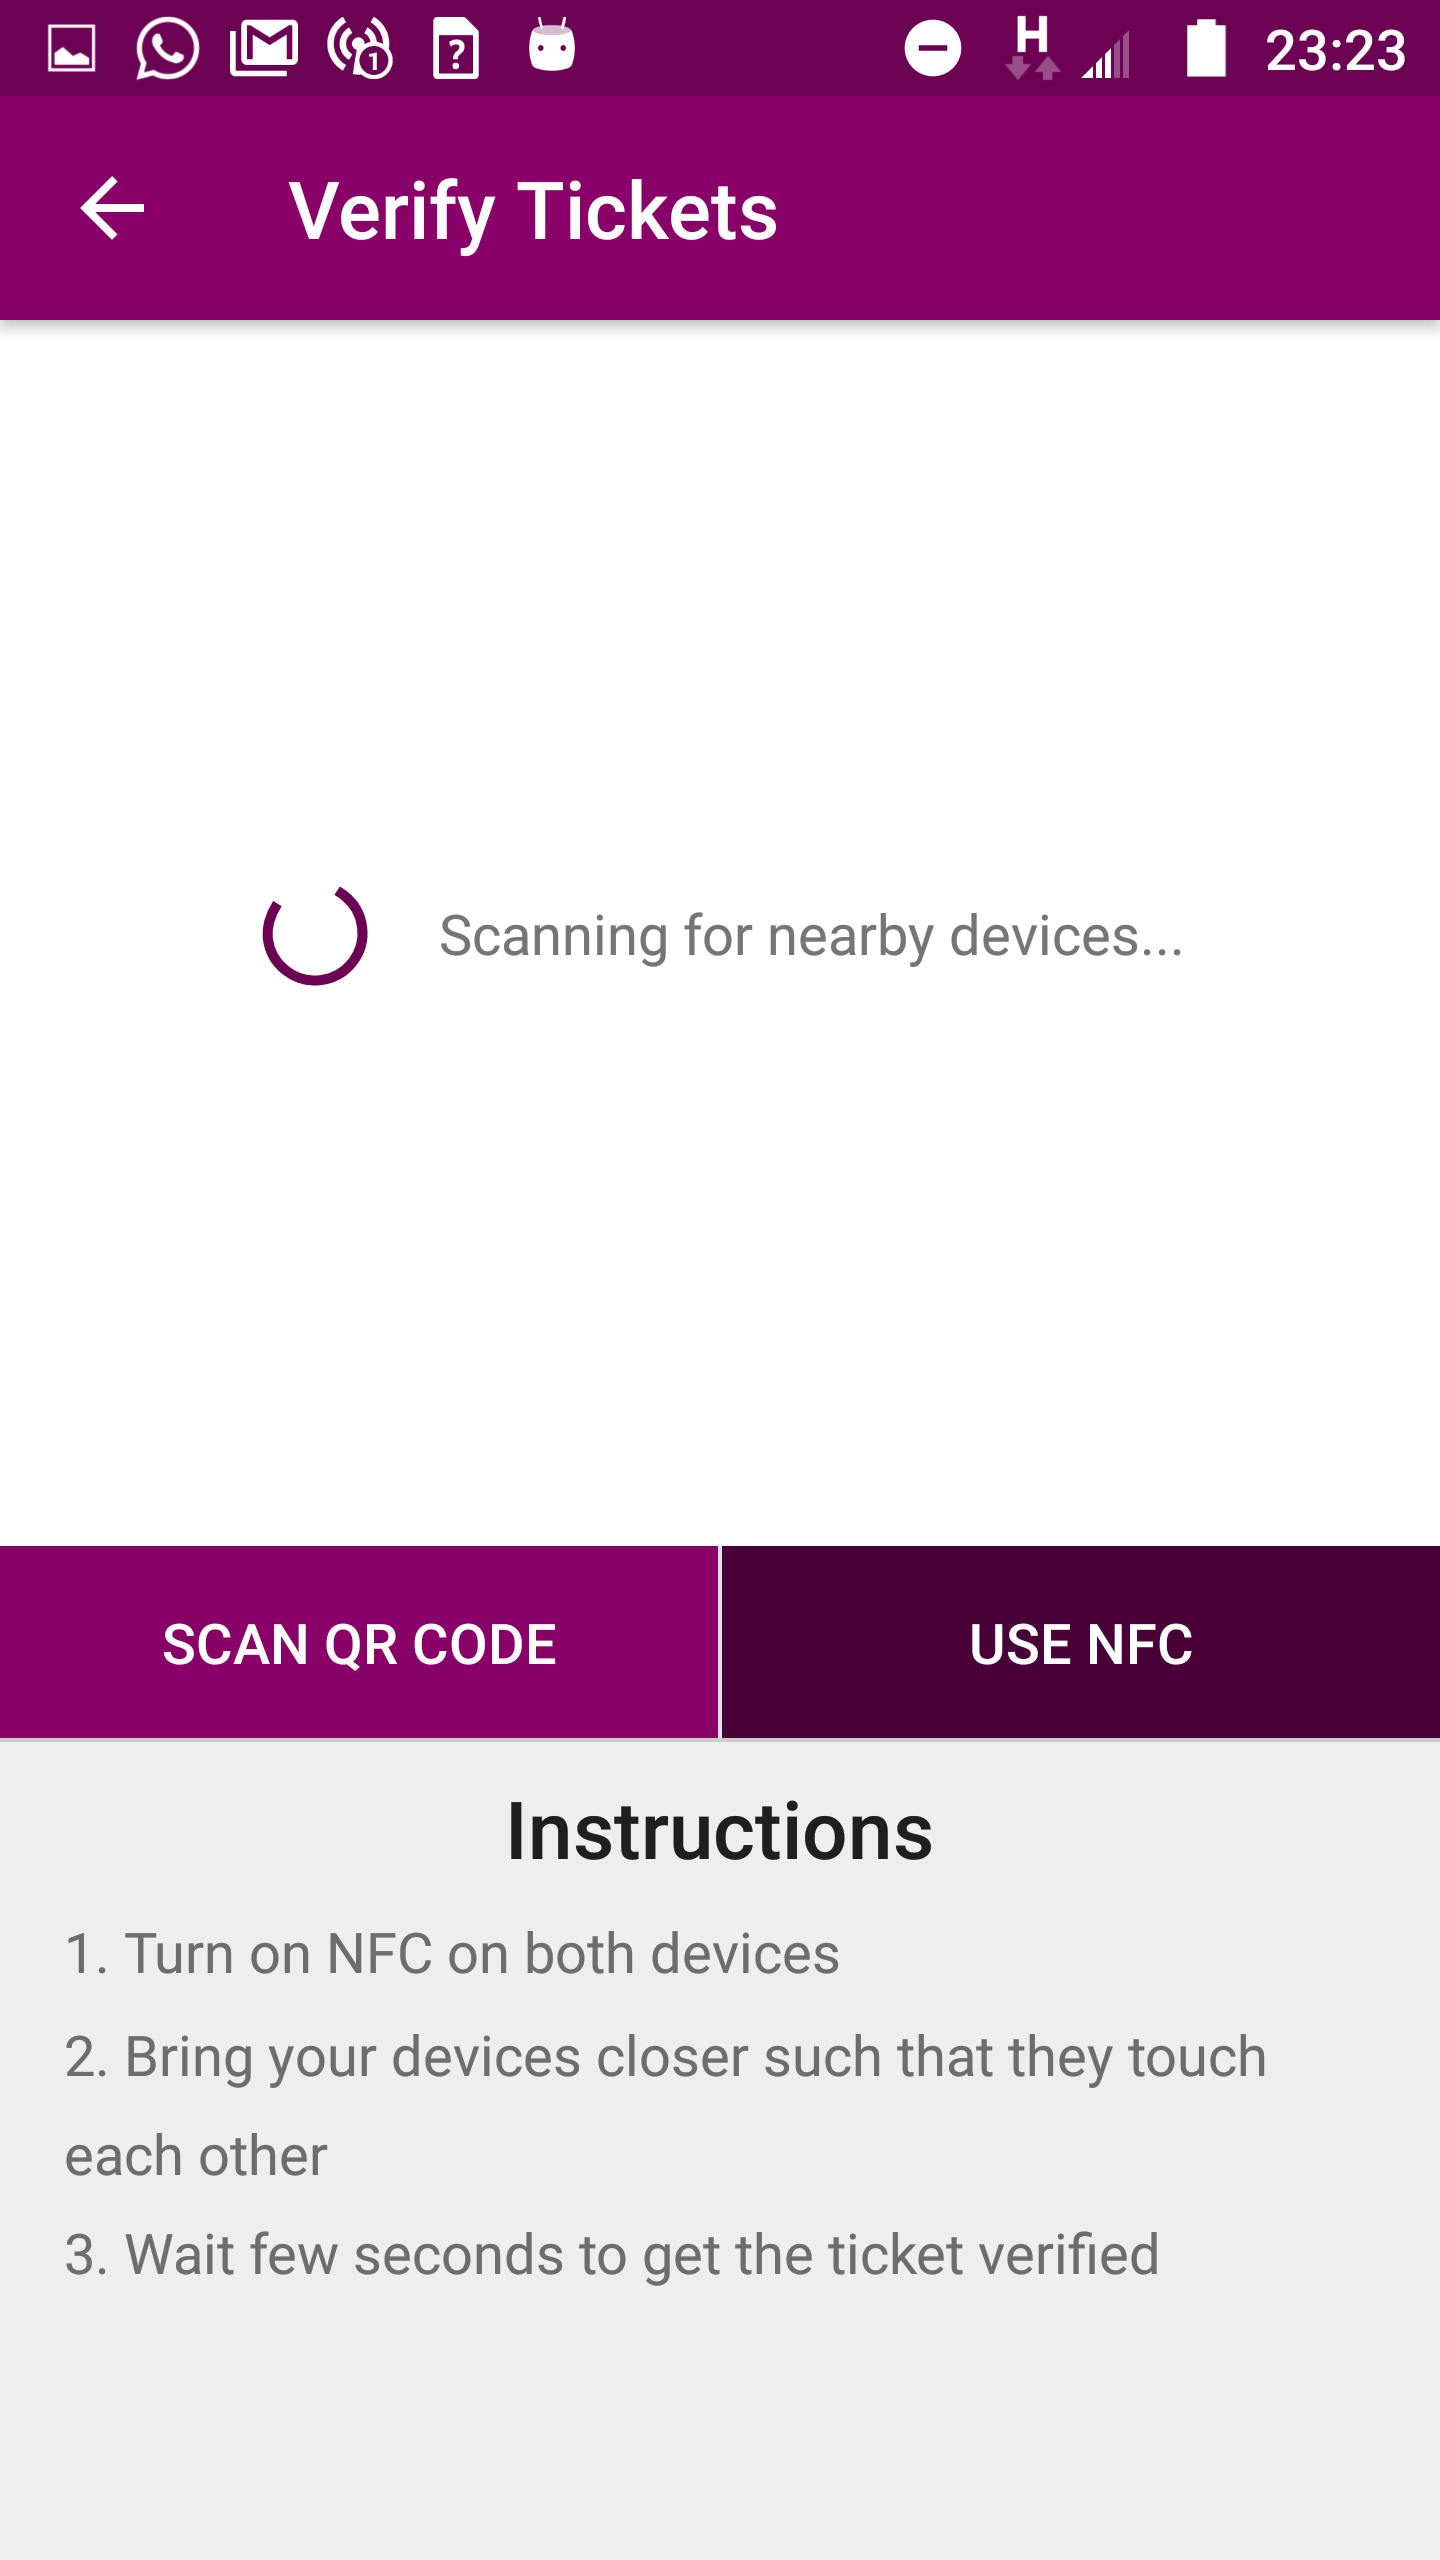 H 23:23
Verify Tickets
Scanning for nearby devices...
SCAN QR CODE USE NFC
Instructions
1. Turn on NFC on both devices
2. Bring your devices closer such that they touch
each other
3. Wait few seconds to get the ticket verified